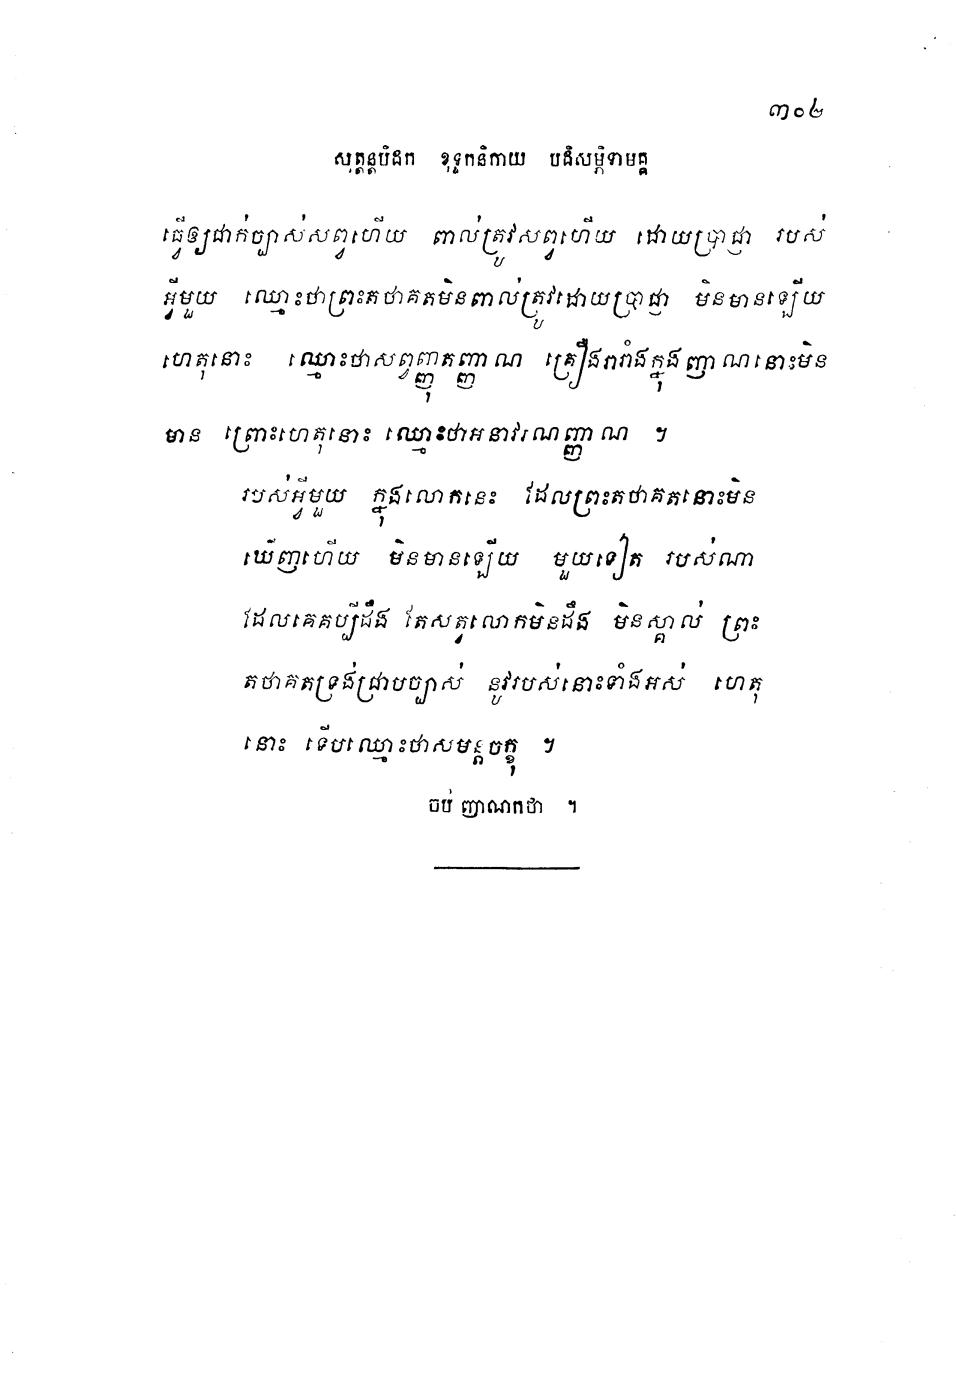 ៣០៤
សុត្តន្តបិដក ខុទ្ទកនិកាយ បដិសម្ភិទាមគ្គ
ធ្វើឲ្យជាក់ច្បាស់សព្វហើយ ពាល់ត្រូវសព្វហើយ ដោយប្រាជ្ញា របស់
អ្វីមួយ ឈ្មោះថាព្រះតថាគតមិនពាល់ត្រូវដោយប្រាជ្ញា មិនមានឡើយ
ហេតុនោះ ឈ្មោះថាសព្វញ្ញុតញ្ញាណ គ្រឿងរារាំងក្នុងញាណនោះមិន
មាន ព្រោះហេតុនោះ ឈ្មោះថាអនាវរណញ្ញាណ ។
របស់អ្វីមួយ ក្នុងលោកនេះ ដែលព្រះតថាគតនោះមិន
ឃើញហើយ មិនមានឡើយ មួយទៀត របស់ណា
ដែលគេគប្បីដឹង តែសត្វលោកមិនដឹង មិនស្គាល់ ព្រះ
តថាគតទ្រង់ជ្រាបច្បាស់ នូវរបស់នោះទាំងអស់ ហេតុ
នោះ ទើបឈ្មោះថាសមន្តចក្ខុ ។
ចប់ ញាណកថា ។